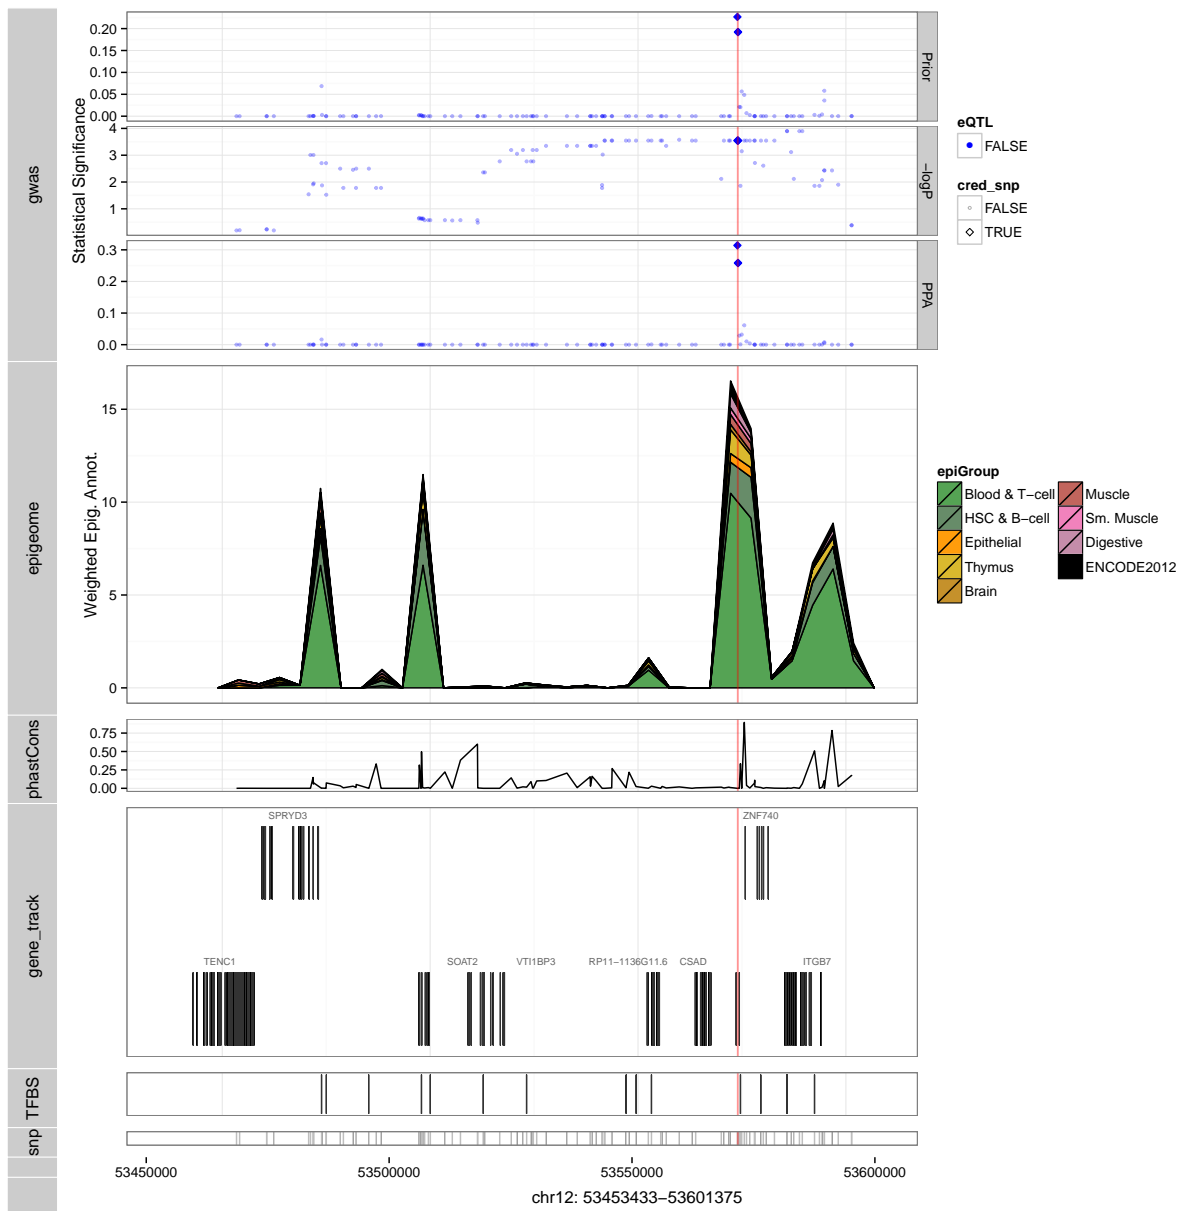 gwas
Statistical Significance
0.20
0.15
0.10
0.05
0.00
Prior
4
3
2
1
−logP
0.3
0.2
0.1
0.0
PPA
eQTL
FALSE
cred_snp
FALSE
TRUE
epigeome
Weighted Epig. Annot.
15
10
5
0
epiGroup
Blood & T−cell
HSC & B−cell
Epithelial
Thymus
Brain
Muscle
Sm. Muscle
Digestive
ENCODE2012
phastCons
0.75
0.50
0.25
0.00
gene_track
SPRYD3
ZNF740
TENC1
SOAT2
VTI1BP3
RP11−1136G11.6
CSAD
ITGB7
TFBS
snp
53450000
53500000
53550000
53600000
chr12: 53453433−53601375